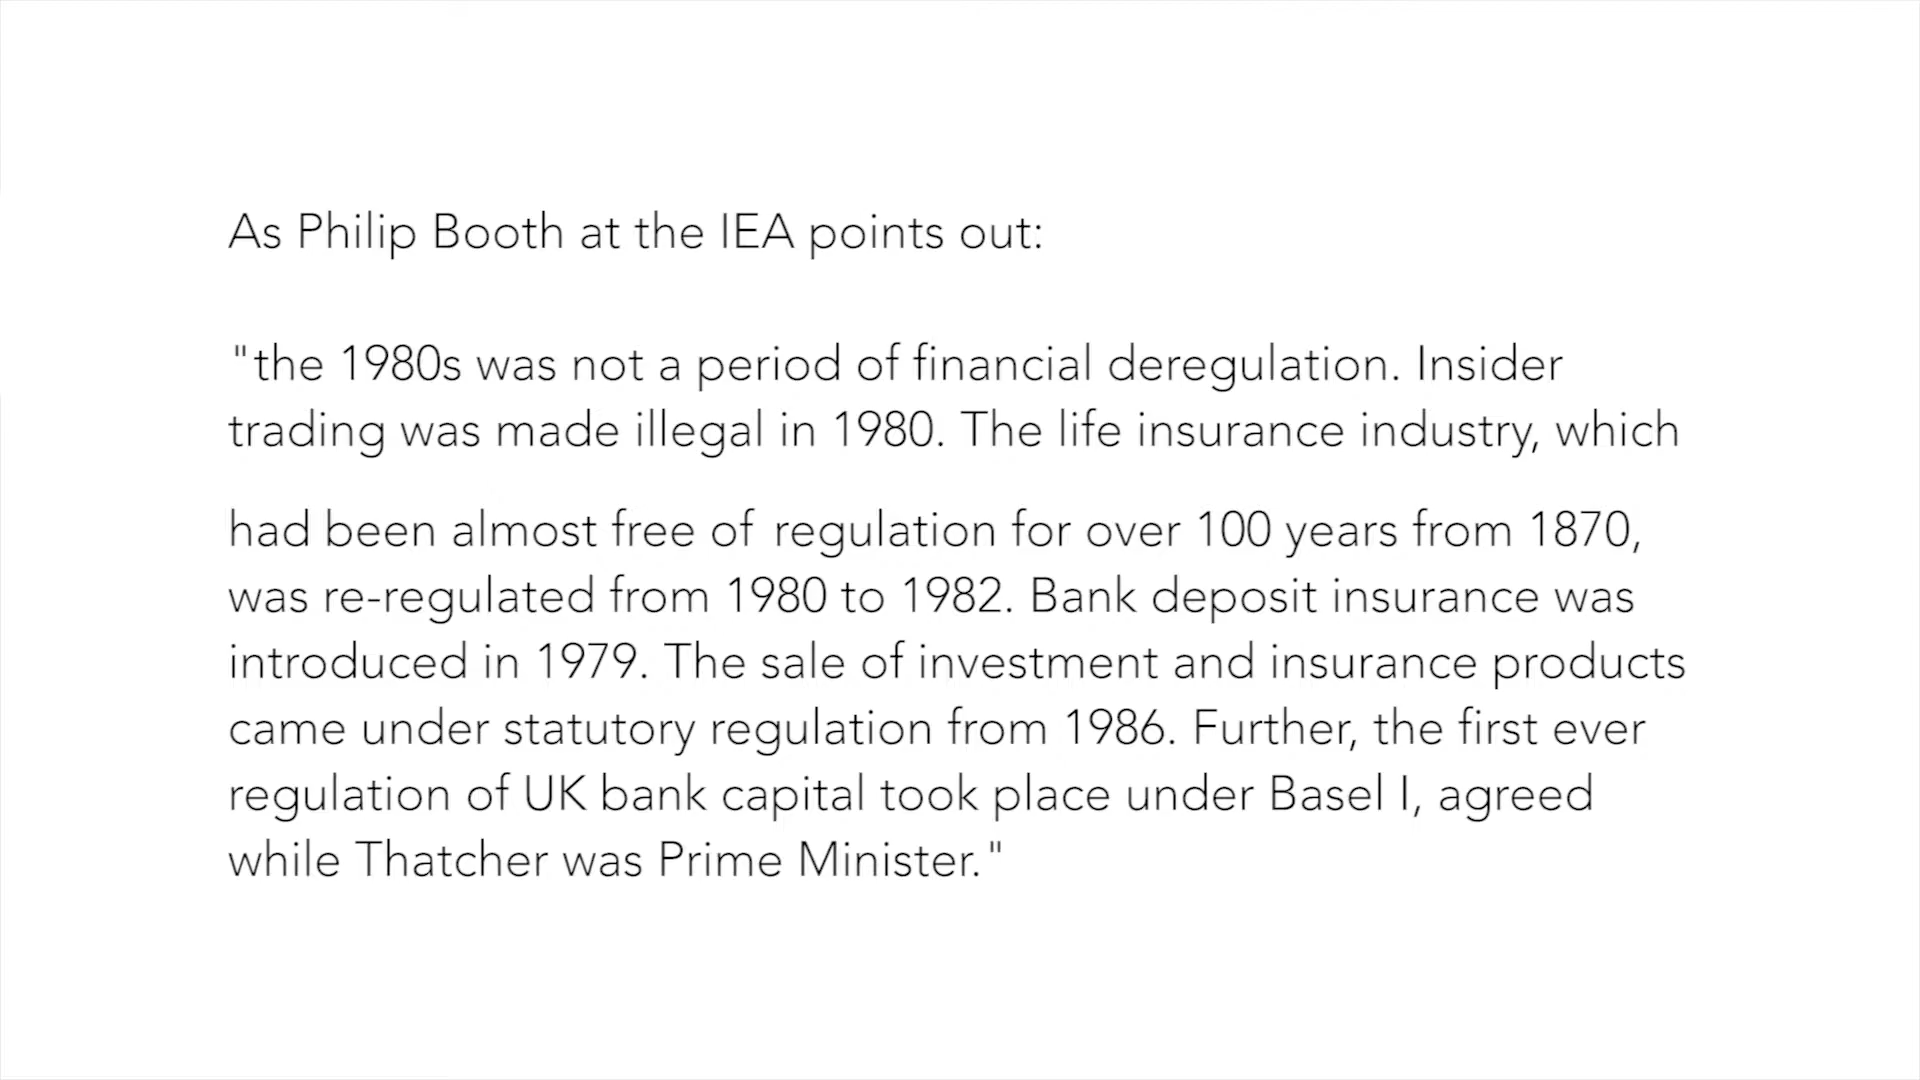 As Philip Booth at the IEA points out:
"the 1980s was not a period of financial deregulation. Insider
trading was made illegal in 1980. The life insurance industry, which
had been almost free of regulation for over 100 years from 1870,
was re-regulated from 1980 to 1982. Bank deposit insurance was
introduced in 1979. The sale of investment and insurance products
came under statutory regulation from 1986. Further, the first ever
regulation of UK bank capital took place under Basel I, agreed
while Thatcher was Prime Minister."